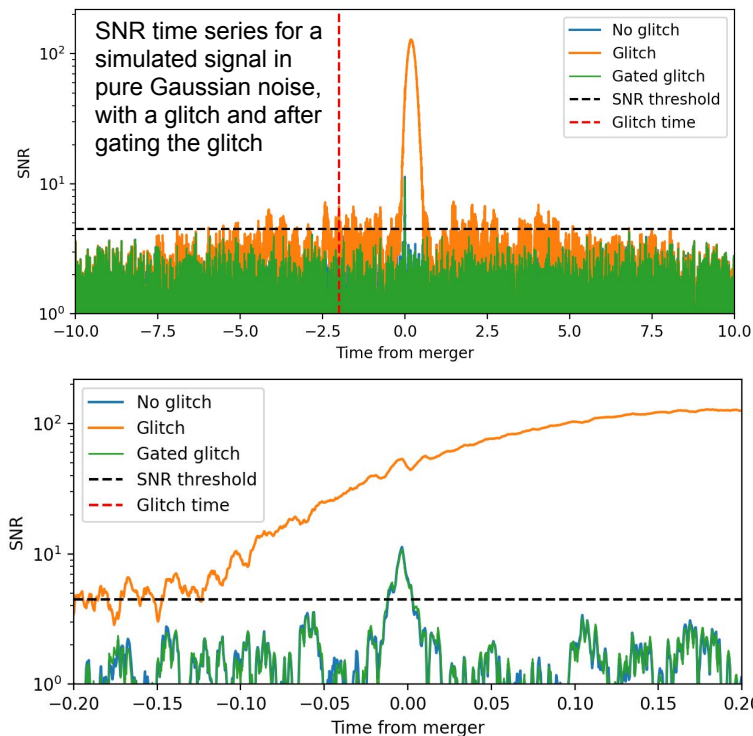 SNR time series for a
simulated signal in
pure Gaussian noise,
with a glitch and after
gating the glitch
No glitch
Glitch
Gated glitch
SNR threshold
Glitch time
SNR
10²
10¹
10⁰
−10.0 −7.5 −5.0 −2.5 0.0 2.5 5.0 7.5 10.0
Time from merger
No glitch
Glitch
Gated glitch
SNR threshold
Glitch time
SNR
10²
10¹
10⁰
−0.20 −0.15 −0.10 −0.05 0.00 0.05 0.10 0.15 0.20
Time from merger